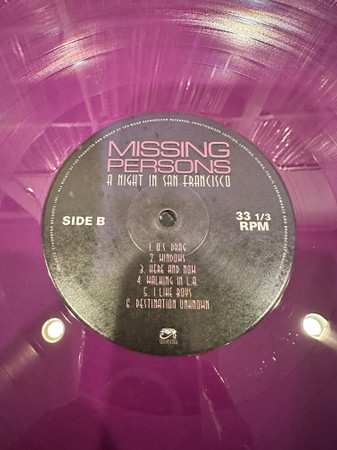 MISSING
PERSONS
A NIGHT IN SAN FRANCISCO
SIDE B
33 1/3
RPM
1. U.S. DRAG
2. WINDOWS
3. HERE AND NOW
4. WALKING IN L.A.
5. I LIKE BOYS
6. DESTINATION UNKNOWN